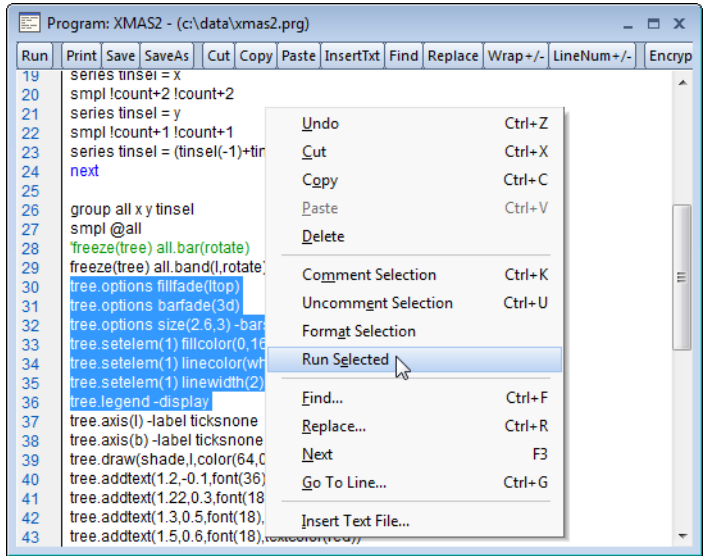 Program: XMAS2 - (c:\data\xmas2.prg)
Run Print Save SaveAs Cut Copy Paste InsertTxt Find Replace Wrap+/- LineNum+/- Encryp
19 series tinsel = x
20 smpl !count+2 !count+2
21 series tinsel = y
22 smpl !count+1 !count+1
23 series tinsel = (tinsel(-1)+tin
24 next
25
26 group all x y tinsel
27 smpl @all
28 'freeze(tree) all.bar(rotate)
29 freeze(tree) all.band(l,rotate)
30 tree.options fillfade(ltop)
31 tree.options barfade(3d)
32 tree.options size(2.6,3) -bars
33 tree.setelem(1) fillcolor(0,16
34 tree.setelem(1) linecolor(wh
35 tree.setelem(1) linewidth(2)
36 tree.legend -display
37 tree.axis(l) -label ticksnone
38 tree.axis(b) -label ticksnone
39 tree.draw(shade,l,color(64,0
40 tree.addtext(1.2,-0.1,font(36)
41 tree.addtext(1.22,0.3,font(18
42 tree.addtext(1.3,0.5,font(18),
43 tree.addtext(1.5,0.6,font(18),textcolor(red))
Undo Ctrl+Z
Cut Ctrl+X
Copy Ctrl+C
Paste Ctrl+V
Delete
Comment Selection Ctrl+K
Uncomment Selection Ctrl+U
Format Selection
Run Selected
Find... Ctrl+F
Replace... Ctrl+R
Next F3
Go To Line... Ctrl+G
Insert Text File...